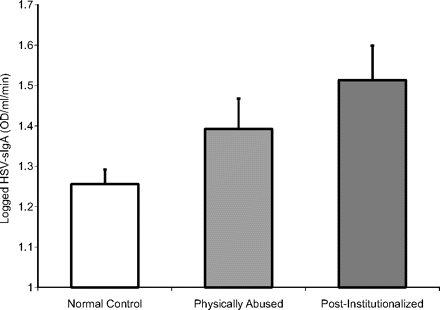 1.7
1.6
1.5
1.4
1.3
1.2
1.1
1
Logged HSV-sIgA (OD/ml/min)
Normal Control
Physically Abused
Post-Institutionalized